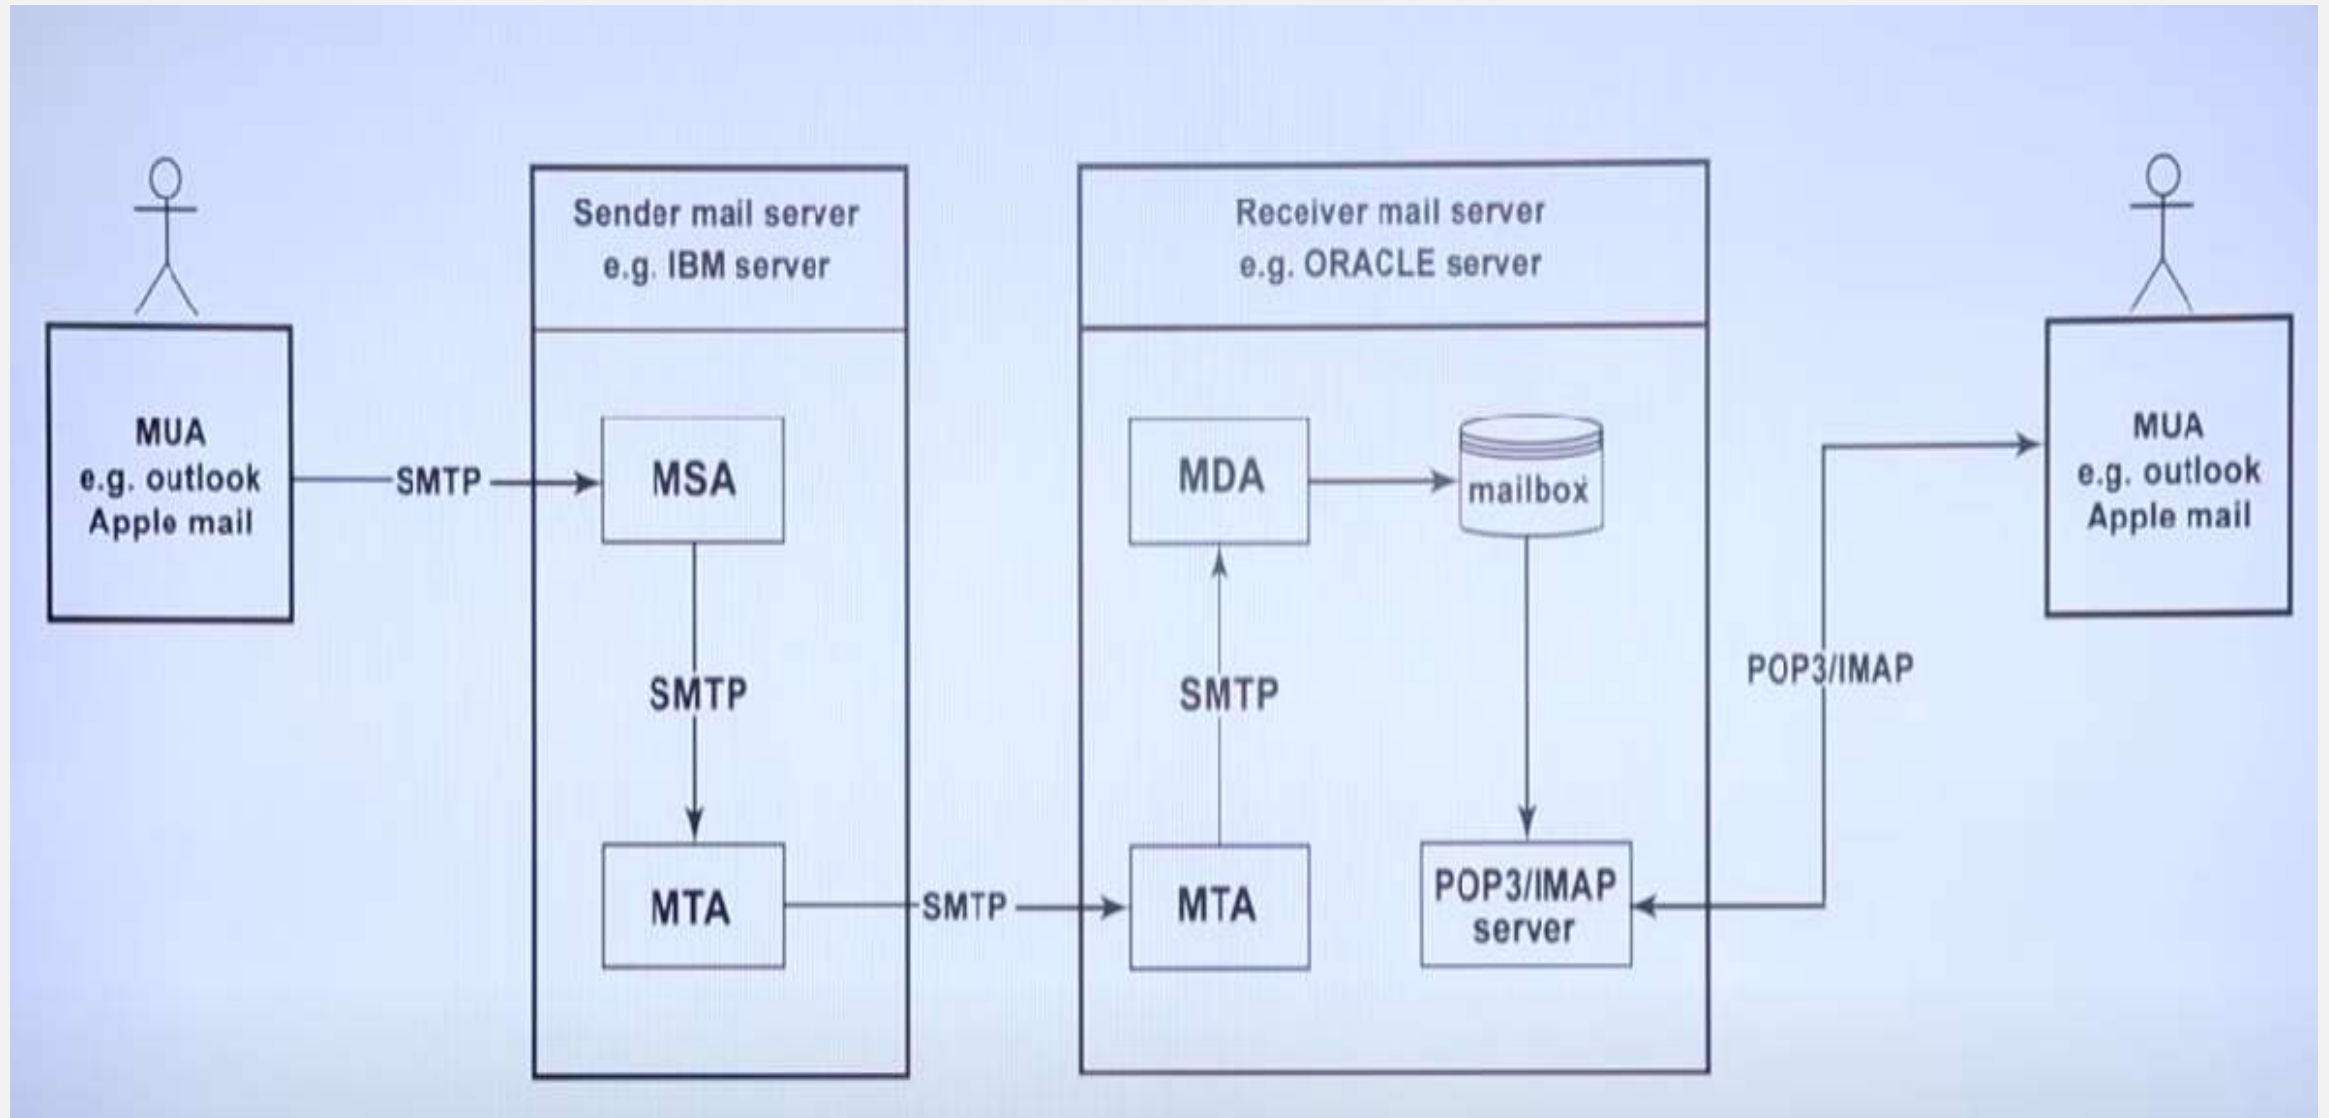 Sender mail server
e.g. IBM server
Receiver mail server
e.g. ORACLE server
MUA
e.g. outlook
Apple mail
SMTP
MSA
SMTP
MTA
SMTP
MDA
mailbox
SMTP
MTA
POP3/IMAP
server
POP3/IMAP
MUA
e.g. outlook
Apple mail